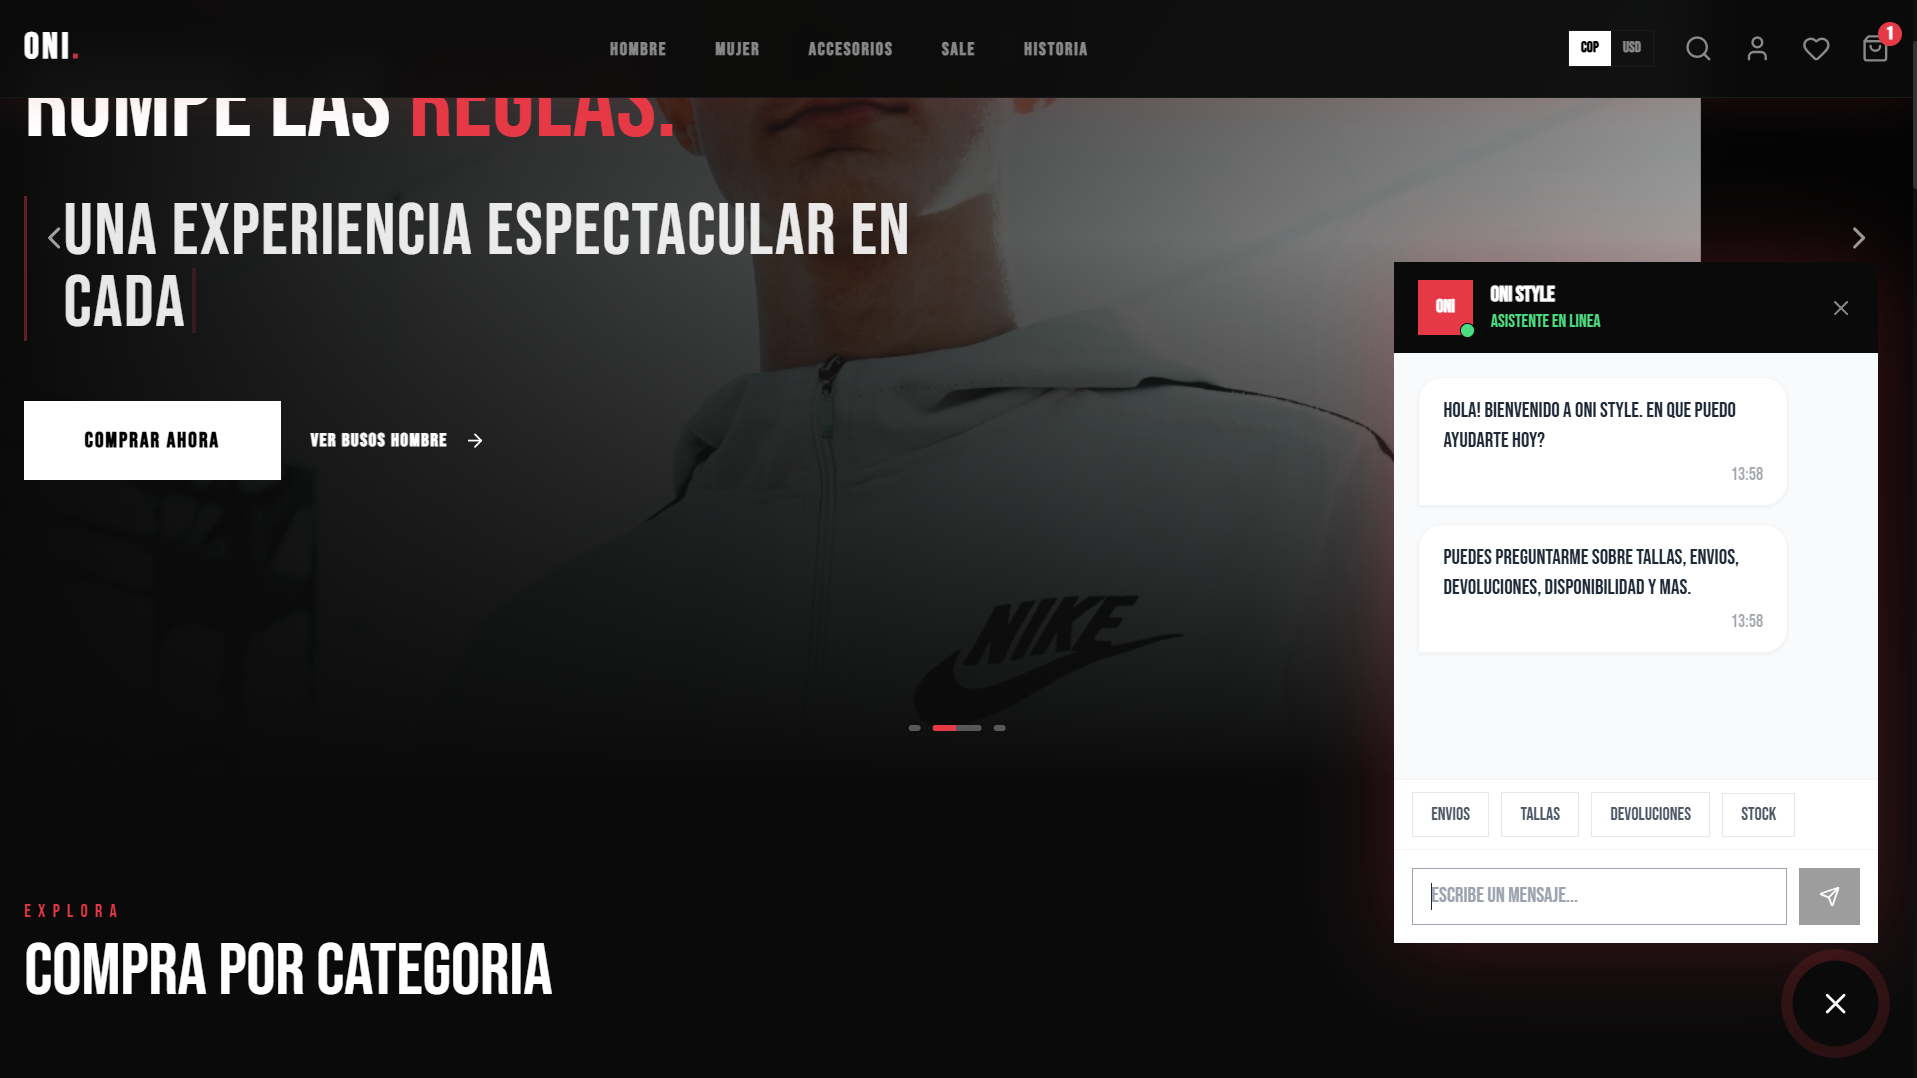 ONI.
HOMBRE
MUJER
ACCESORIOS
SALE
HISTORIA
COP
USD
1
ROMPE LAS REGLAS.
UNA EXPERIENCIA ESPECTACULAR EN
CADA
COMPRAR AHORA
VER BUSOS HOMBRE
NIKE
EXPLORA
COMPRA POR CATEGORIA
ONI
ONI STYLE
ASISTENTE EN LINEA
HOLA! BIENVENIDO A ONI STYLE. EN QUE PUEDO
AYUDARTE HOY?
13:58
PUEDES PREGUNTARME SOBRE TALLAS, ENVIOS,
DEVOLUCIONES, DISPONIBILIDAD Y MAS.
13:58
ENVIOS
TALLAS
DEVOLUCIONES
STOCK
ESCRIBE UN MENSAJE...